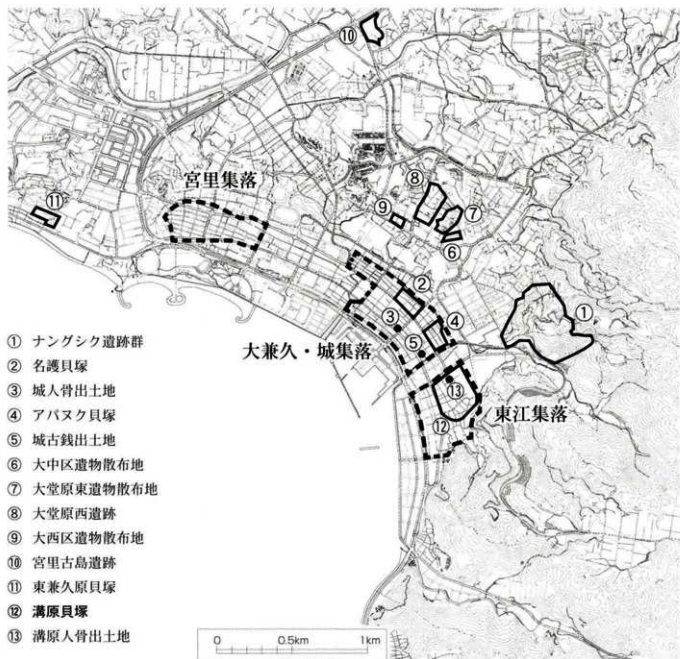 ⑩
⑪
宮里集落
⑧
⑨
⑦
⑥
②
①
③
④
大兼久・城集落
⑤
⑬
東江集落
⑫
① ナングシク遺跡群
② 名護貝塚
③ 城人骨出土地
④ アパヌク貝塚
⑤ 城古銭出土地
⑥ 大中区遺物散布地
⑦ 大堂原東遺物散布地
⑧ 大堂原西遺跡
⑨ 大西区遺物散布地
⑩ 宮里古島遺跡
⑪ 東兼久原貝塚
⑫ 溝原貝塚
⑬ 溝原人骨出土地
0 0.5km 1km